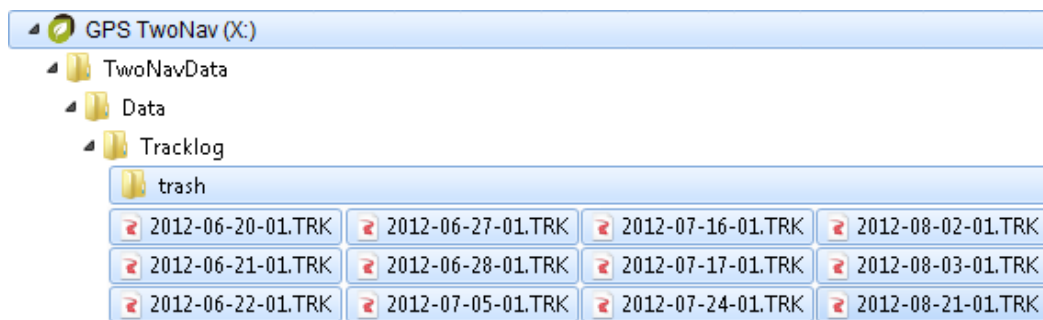 GPS TwoNav (X:)
TwoNavData
Data
Tracklog
trash
2012-06-20-01.TRK 2012-06-27-01.TRK 2012-07-16-01.TRK 2012-08-02-01.TRK
2012-06-21-01.TRK 2012-06-28-01.TRK 2012-07-17-01.TRK 2012-08-03-01.TRK
2012-06-22-01.TRK 2012-07-05-01.TRK 2012-07-24-01.TRK 2012-08-21-01.TRK